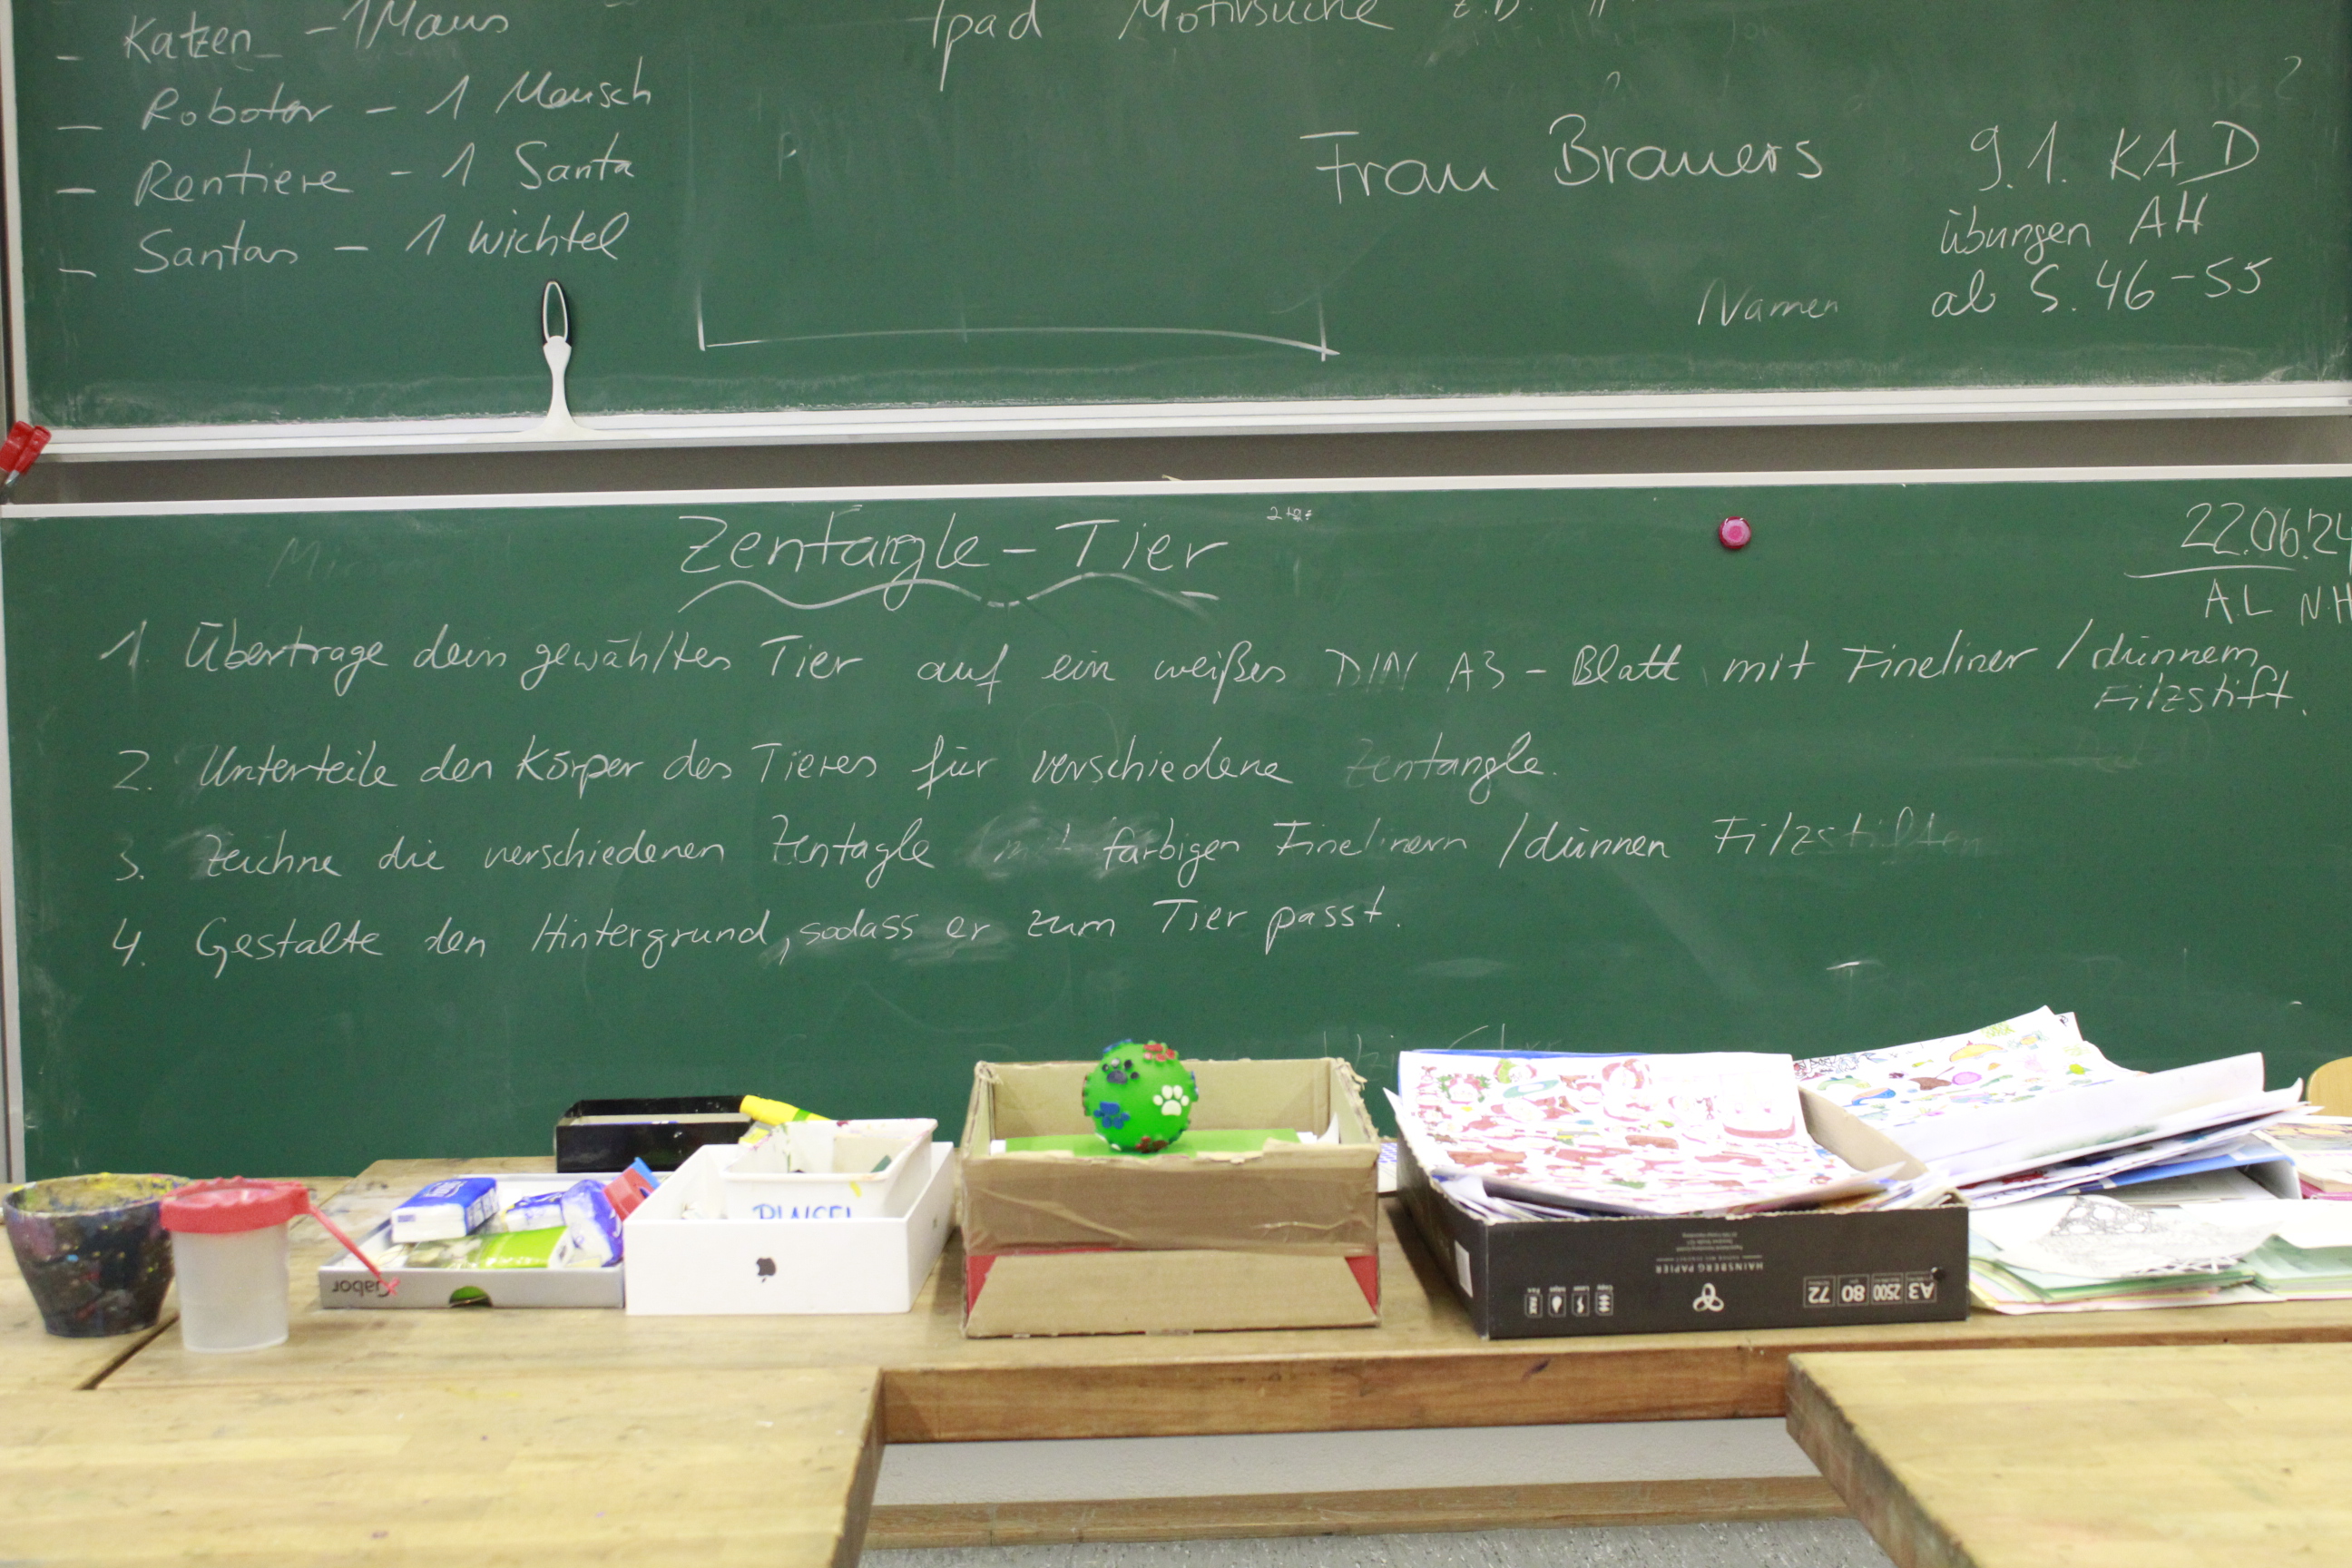 - Katzen - 1 Maus
- Roboter - 1 Mensch
- Rentiere - 1 Santa
- Santas - 1 Wichtel
Ipad Motivsuche z.B.
Frau Brauers
Namen
9.1. KA D
Übungen AH
ab S. 46-55
Zentangle-Tier
22.06.24
AL NH
1. Übertrage dein gewähltes Tier auf ein weißes DIN A3-Blatt mit Fineliner / dünnem
Filzstift.
2. Unterteile den Körper des Tieres für verschiedene Zentangle.
3. Zeichne die verschiedenen Zentagle mit farbigen Finelinern / dünnen Filzstiften
4. Gestalte den Hintergrund, sodass er zum Tier passt.
PINSEL
Gabor
HAINSBERG PAPIER
A3 2500 80 72